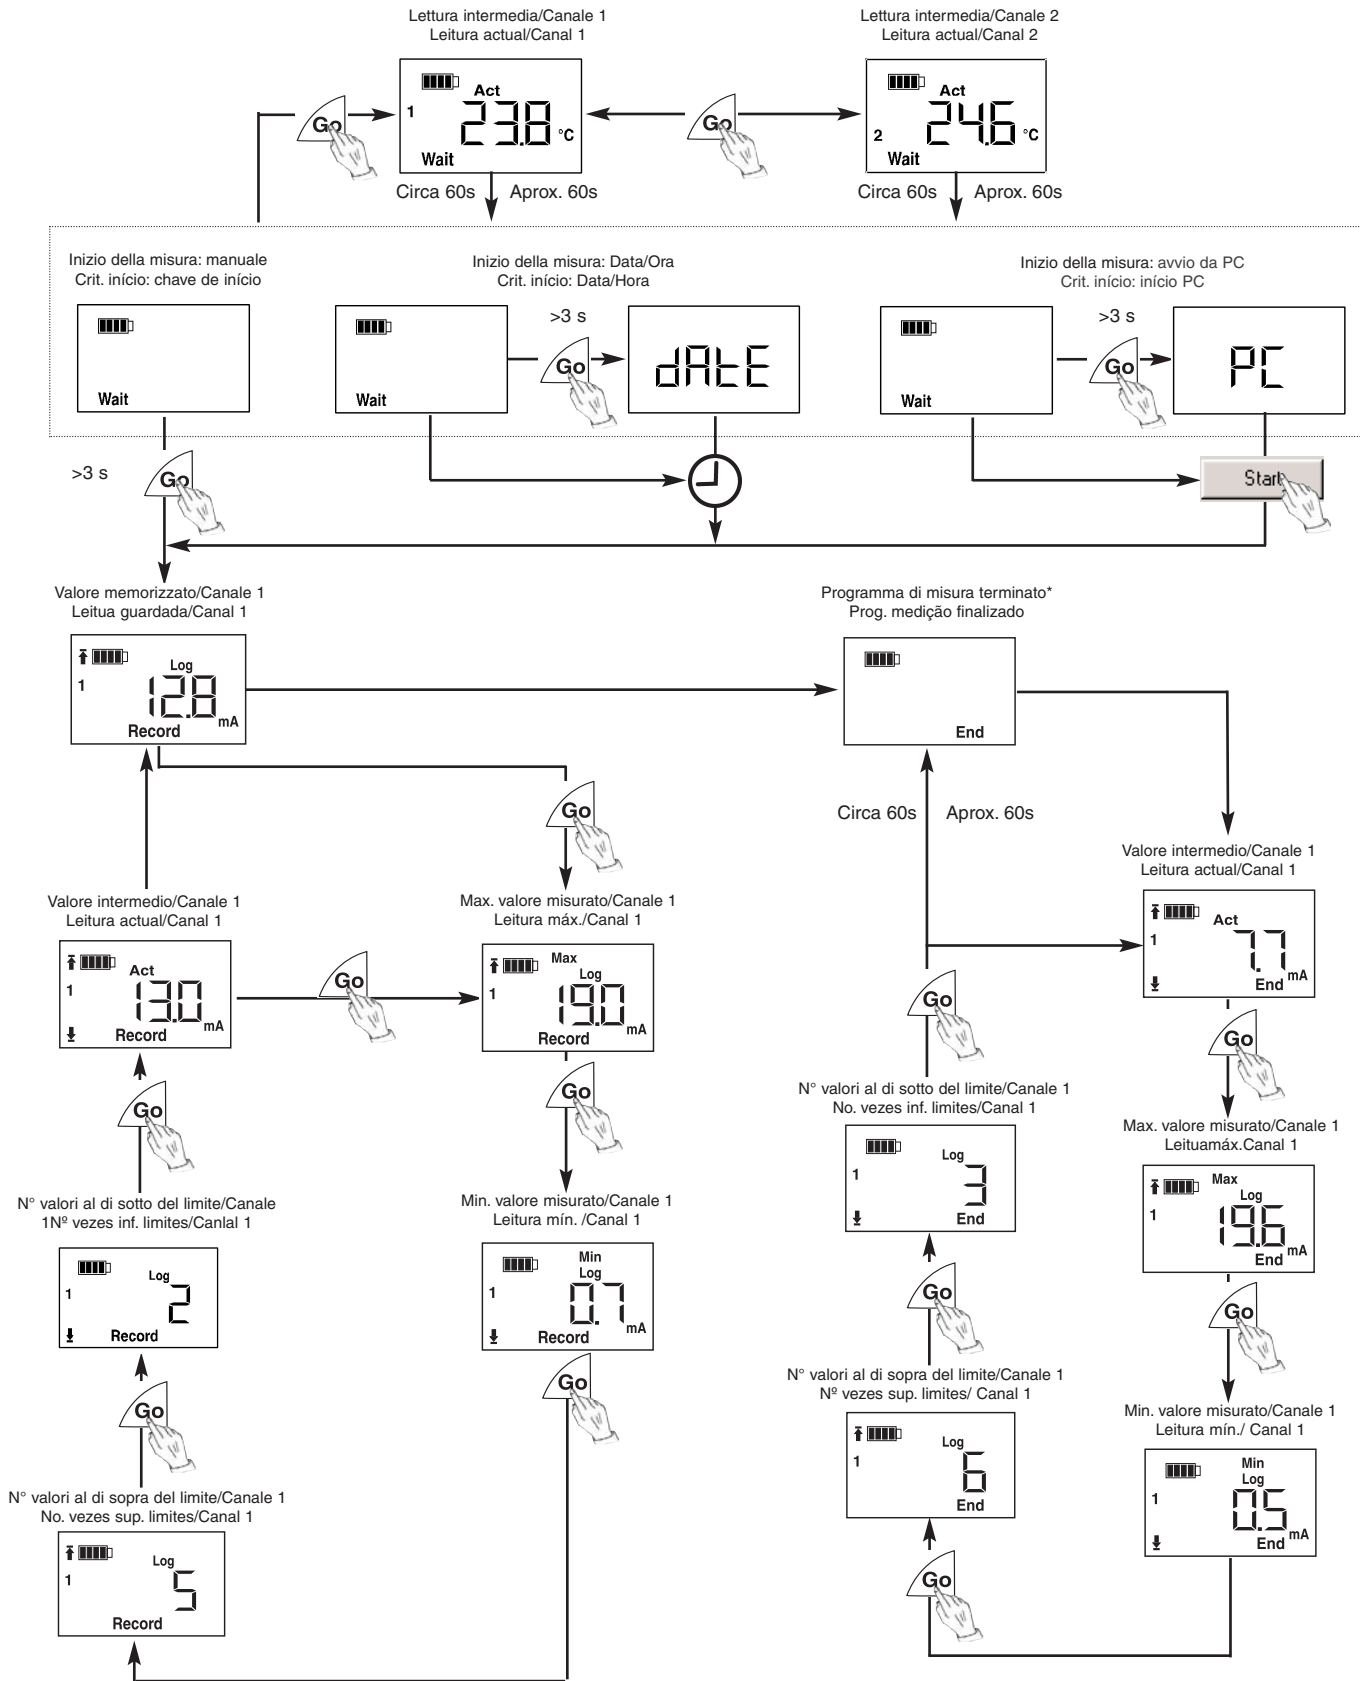 Lettura intermedia/Canale 1
Leitura actual/Canal 1
Lettura intermedia/Canale 2
Leitura actual/Canal 2
Act
1
23.8 °C
Wait
Go
Go
Act
24.6 °C
2
Wait
Circa 60s Aprox. 60s
Circa 60s Aprox. 60s
Inizio della misura: manuale
Crit. início: chave de início
Wait
Inizio della misura: Data/Ora
Crit. início: Data/Hora
Wait
>3 s
Go
dAtE
Inizio della misura: avvio da PC
Crit. início: início PC
Wait
>3 s
Go
PC
>3 s
Go
Start
Valore memorizzato/Canale 1
Leitua guardada/Canal 1
Log
1
12.8 mA
Record
Programma di misura terminato*
Prog. medição finalizado
End
Go
Circa 60s Aprox. 60s
Valore intermedio/Canale 1
Leitura actual/Canal 1
Act
1
13.0 mA
Record
Go
Max. valore misurato/Canale 1
Leitura máx./Canal 1
Max
Log
1
19.0 mA
Record
Valore intermedio/Canale 1
Leitura actual/Canal 1
Act
1
7.7 mA
End
Go
Go
Go
Go
N° valori al di sotto del limite/Canale
1Nº vezes inf. limites/Canlal 1
Log
1
2
Record
Min. valore misurato/Canale 1
Leitura mín. /Canal 1
Min
Log
1
0.7 mA
Record
N° valori al di sotto del limite/Canale 1
No. vezes inf. limites/Canal 1
Log
1
3
End
Max. valore misurato/Canale 1
Leituamáx.Canal 1
Max
Log
1
19.6 mA
End
Go
Go
Go
Go
N° valori al di sopra del limite/Canale 1
No. vezes sup. limites/Canal 1
Log
1
5
Record
N° valori al di sopra del limite/Canale 1
Nº vezes sup. limites/ Canal 1
Log
1
6
End
Go
Min. valore misurato/Canale 1
Leitura mín./ Canal 1
Min
Log
1
0.5 mA
End